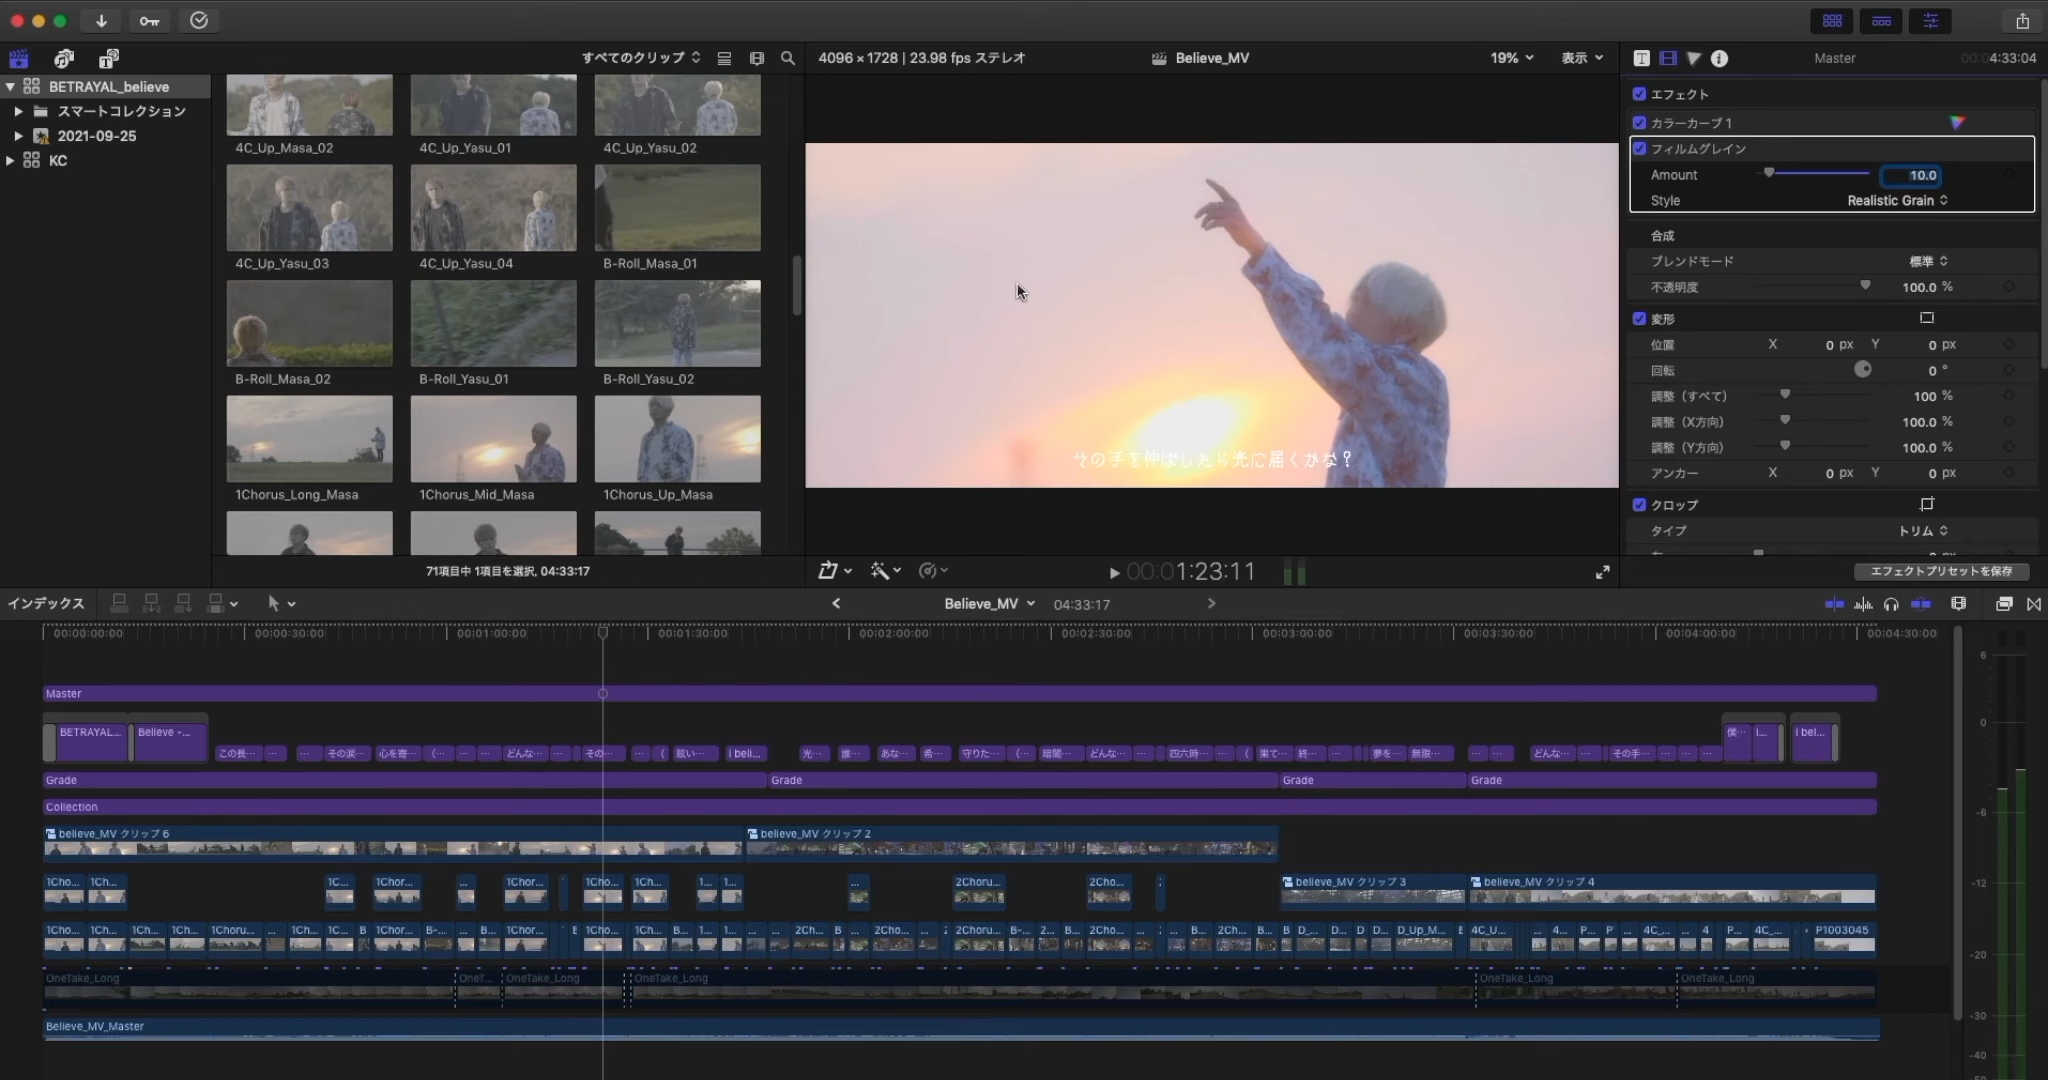 すべてのクリップ
4096 × 1728 | 23.98 fps ステレオ
Believe_MV
19%
表示
Master
00:00:4:33:04
BETRAYAL_believe
スマートコレクション
2021-09-25
KC
4C_Up_Masa_02
4C_Up_Yasu_01
4C_Up_Yasu_02
4C_Up_Yasu_03
4C_Up_Yasu_04
B-Roll_Masa_01
B-Roll_Masa_02
B-Roll_Yasu_01
B-Roll_Yasu_02
1Chorus_Long_Masa
1Chorus_Mid_Masa
1Chorus_Up_Masa
71項目中 1項目を選択, 04:33:17
その手を伸ばしたら光に届くかな？
エフェクト
カラーカーブ 1
フィルムグレイン
Amount 10.0
Style Realistic Grain
合成
ブレンドモード 標準
不透明度 100.0 %
変形
位置 X 0 px Y 0 px
回転 0 °
調整（すべて） 100 %
調整（X方向） 100.0 %
調整（Y方向） 100.0 %
アンカー X 0 px Y 0 px
クロップ
タイプ トリム
エフェクトプリセットを保存
00:01:23:11
インデックス
Believe_MV 04:33:17
00:00:00:00 00:00:30:00 00:01:00:00 00:01:30:00 00:02:00:00 00:02:30:00 00:03:00:00 00:03:30:00 00:04:00:00 00:04:30:00
Master
BETRAYAL... Believe -... 僕… i... i bel...
この長… … … その涙… 心を寄… （… … … どんな… … その… … （ 眩い… i beli... 光… 誰… あな… 希… 守りた… （… 暗闇… どんな… … 四六時… … （ 果て… 終… … 夢を… 無限… … … どんな… … その手… … … …
Grade Grade Grade Grade
Collection
believe_MV クリップ 6 believe_MV クリップ 2
1Cho... 1Ch... 1C... 1Chor... ... 1Chor... 1Cho... 1Ch... 1... 1... ... 2Choru... 2Cho... believe_MV クリップ 3 believe_MV クリップ 4
1Cho... 1Ch... 1Ch... 1Ch... 1Choru... ... 1Ch... 1C... B 1Chor... B-... ... B... 1Chor... B 1Cho... 1Ch... B... 1... 1... ... ... 2Ch... B 2Cho... ... 2Choru... B-... 2... B... 2Cho... ... B... 2Ch... B... B D_... D... D D... D_Up_M... B 4C_U... ... 4... P... P 4C_... ... 4 P... 4C_... P1003045
OneTake_Long OneT... OneTake_Long OneTake_Long OneTake_Long OneTake_Long
Believe_MV_Master
6
0
-6
-12
-20
-30
-40